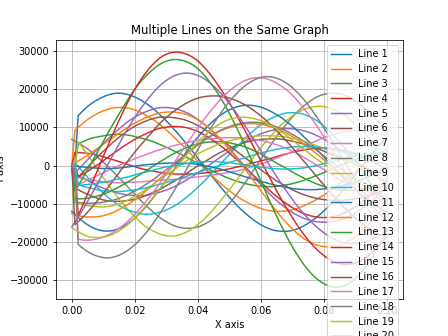 Multiple Lines on the Same Graph
30000
20000
10000
0
−10000
−20000
−30000
0.00
0.02
0.04
0.06
X axis
Line 1
Line 2
Line 3
Line 4
Line 5
Line 6
Line 7
Line 8
Line 9
Line 10
Line 11
Line 12
Line 13
Line 14
Line 15
Line 16
Line 17
Line 18
Line 19
Line 20